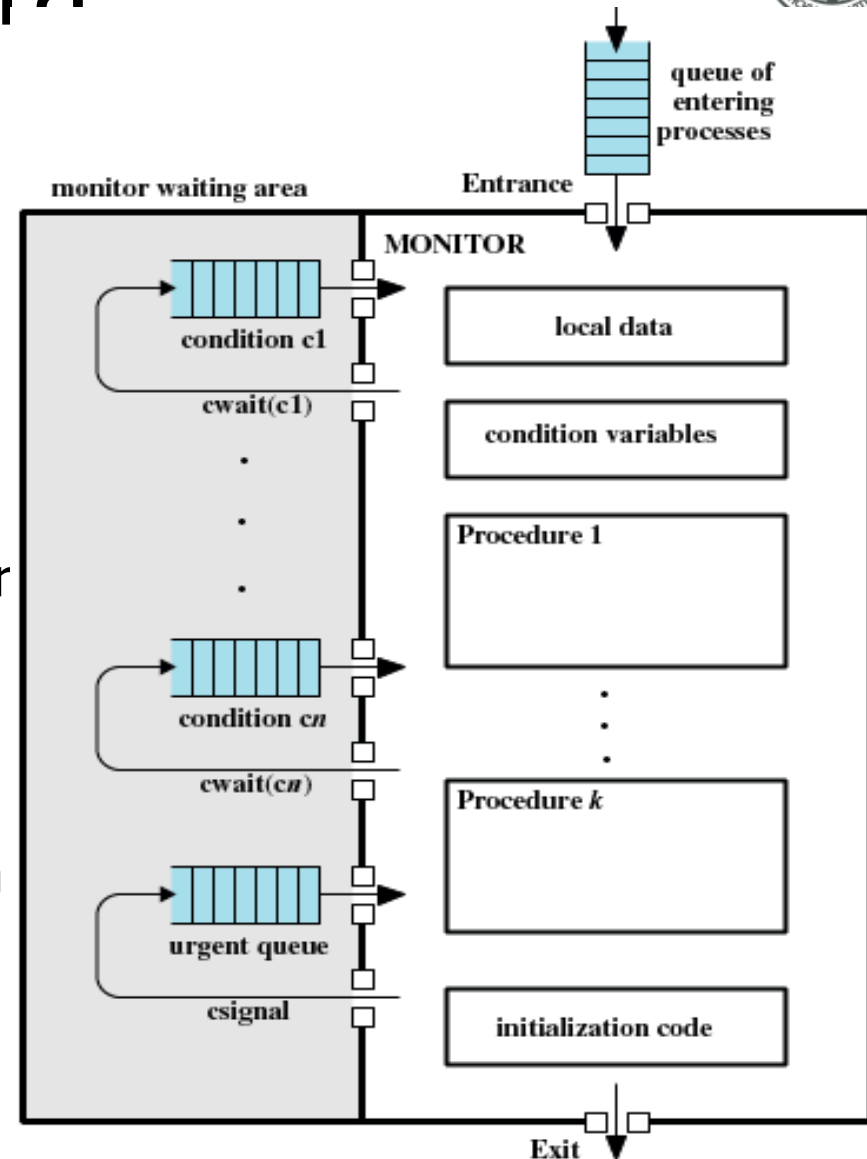 queue of
entering
processes
Entrance
monitor waiting area
MONITOR
condition c1
cwait(c1)
.
.
.
condition cn
cwait(cn)
urgent queue
csignal
local data
condition variables
Procedure 1
.
.
.
Procedure k
initialization code
Exit